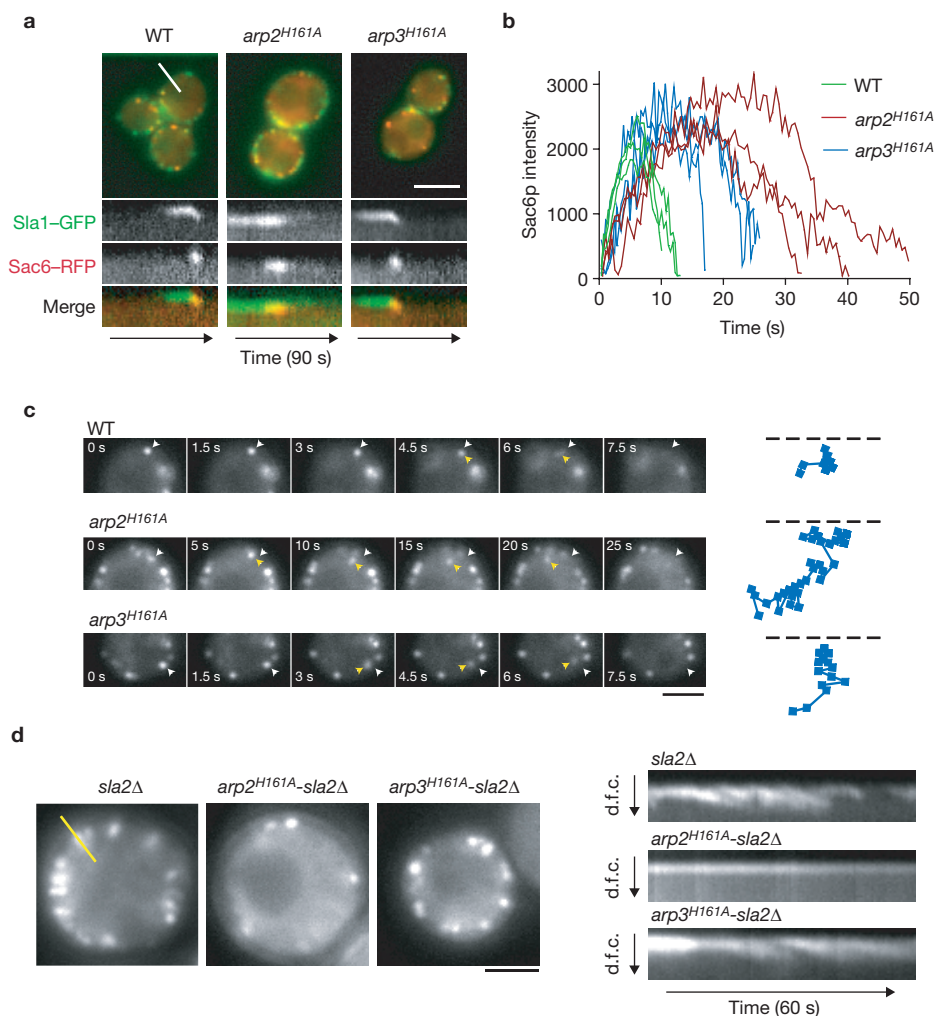 a
WT
arp2H161A
arp3H161A
Sla1–GFP
Sac6–RFP
Merge
Time (90 s)
b
3000
2000
1000
0
Sac6p intensity
0 10 20 30 40 50
Time (s)
WT
arp2H161A
arp3H161A
c
WT
0 s 1.5 s 3 s 4.5 s 6 s 7.5 s
arp2H161A
0 s 5 s 10 s 15 s 20 s 25 s
arp3H161A
0 s 1.5 s 3 s 4.5 s 6 s 7.5 s
d
sla2Δ
arp2H161A-sla2Δ
arp3H161A-sla2Δ
sla2Δ
d.f.c.
arp2H161A-sla2Δ
d.f.c.
arp3H161A-sla2Δ
d.f.c.
Time (60 s)